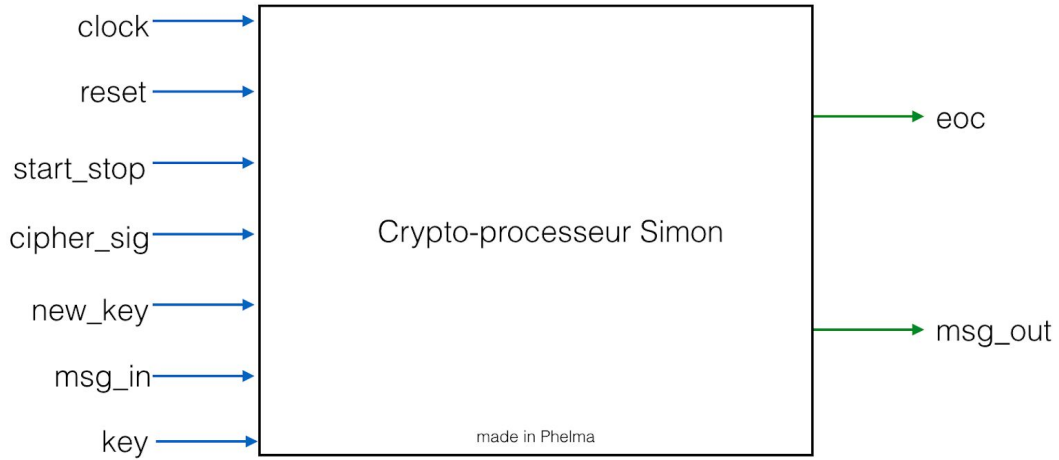 clock
reset
start_stop
cipher_sig
new_key
msg_in
key
Crypto-processeur Simon
made in Phelma
eoc
msg_out